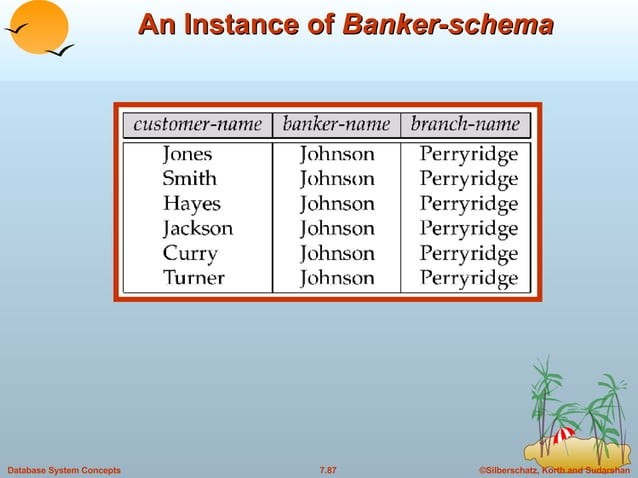 An Instance of Banker-schema
customer-name banker-name branch-name
Jones Johnson Perryridge
Smith Johnson Perryridge
Hayes Johnson Perryridge
Jackson Johnson Perryridge
Curry Johnson Perryridge
Turner Johnson Perryridge
Database System Concepts 7.87 ©Silberschatz, Korth and Sudarshan